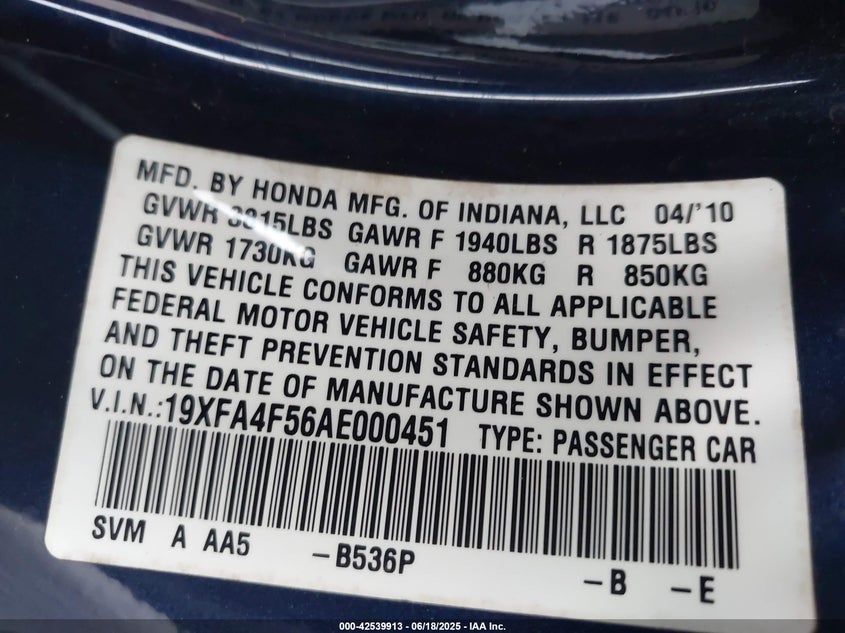 MFD. BY HONDA MFG. OF INDIANA, LLC 04/'10
GVWR 3815LBS GAWR F 1940LBS R 1875LBS
GVWR 1730KG GAWR F 880KG R 850KG
THIS VEHICLE CONFORMS TO ALL APPLICABLE
FEDERAL MOTOR VEHICLE SAFETY, BUMPER,
AND THEFT PREVENTION STANDARDS IN EFFECT
ON THE DATE OF MANUFACTURE SHOWN ABOVE.
V.I.N.:19XFA4F56AE000451 TYPE: PASSENGER CAR
SVM A AA5 -B536P -B -E
000-42539913 - 06/18/2025 - IAA Inc.